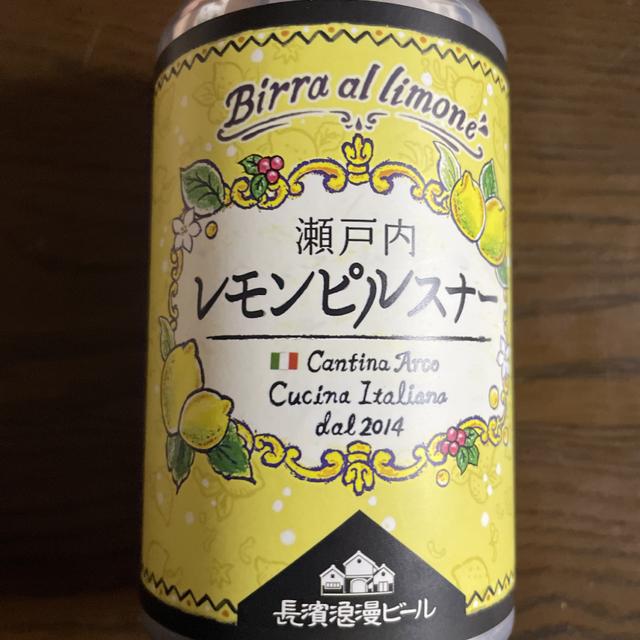 Birra al limone
瀬戸内
レモンピルスナー
Cantina Arco
Cucina Italiana
dal 2014
長濱浪漫ビール